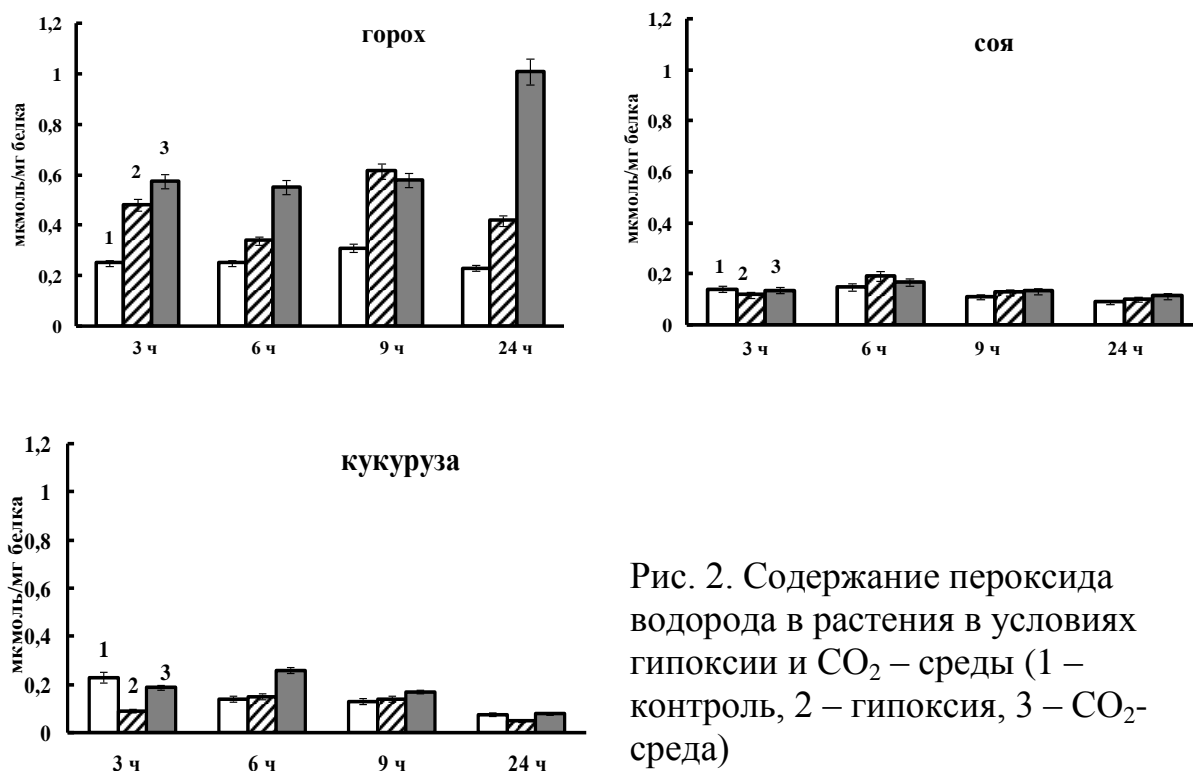 горох
мкмоль/мг белка
1,2
1
0,8
0,6
0,4
0,2
0
1
2
3
3 ч
6 ч
9 ч
24 ч
соя
мкмоль/мг белка
1,2
1
0,8
0,6
0,4
0,2
0
1
2
3
3 ч
6 ч
9 ч
24 ч
кукуруза
мкмоль/мг белка
1,2
1
0,8
0,6
0,4
0,2
0
1
2
3
3 ч
6 ч
9 ч
24 ч
Рис. 2. Содержание пероксида
водорода в растения в условиях
гипоксии и CO₂ – среды (1 –
контроль, 2 – гипоксия, 3 – CO₂-
среда)